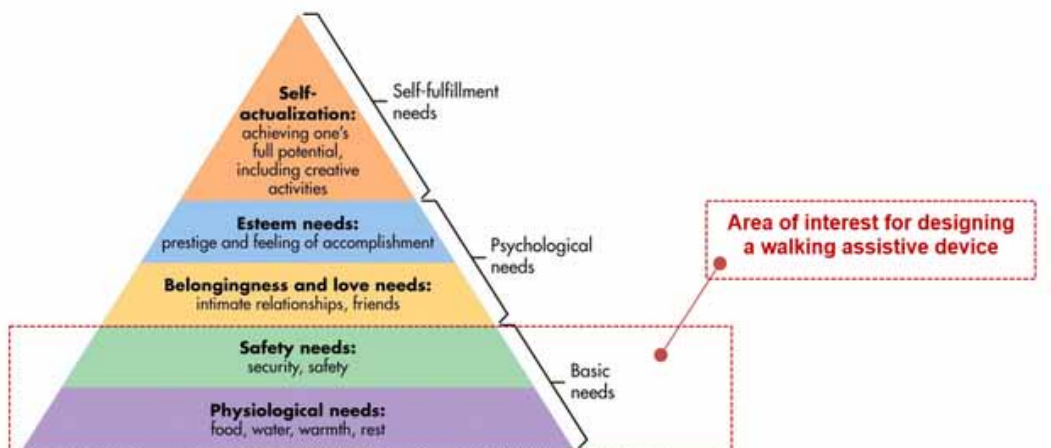 Self-
actualization:
achieving one's
full potential,
including creative
activities
Self-fulfillment
needs
Esteem needs:
prestige and feeling of accomplishment
Belongingness and love needs:
intimate relationships, friends
Psychological
needs
Area of interest for designing
a walking assistive device
Safety needs:
security, safety
Physiological needs:
food, water, warmth, rest
Basic
needs